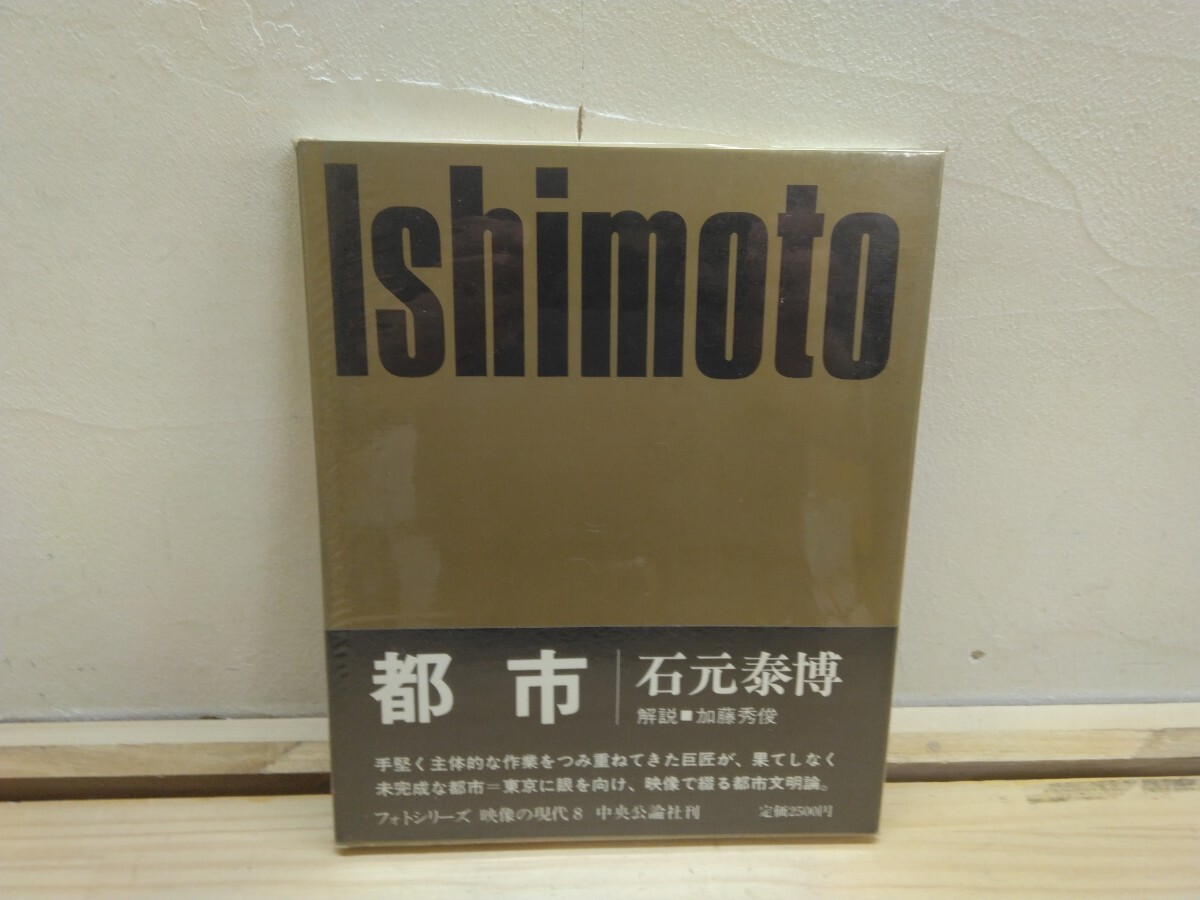 Ishimoto
都市
石元泰博
解説■加藤秀俊
手堅く主体的な作業をつみ重ねてきた巨匠が、果てしなく
未完成な都市=東京に眼を向け、映像で綴る都市文明論。
フォトシリーズ 映像の現代8 中央公論社刊 定価2500円